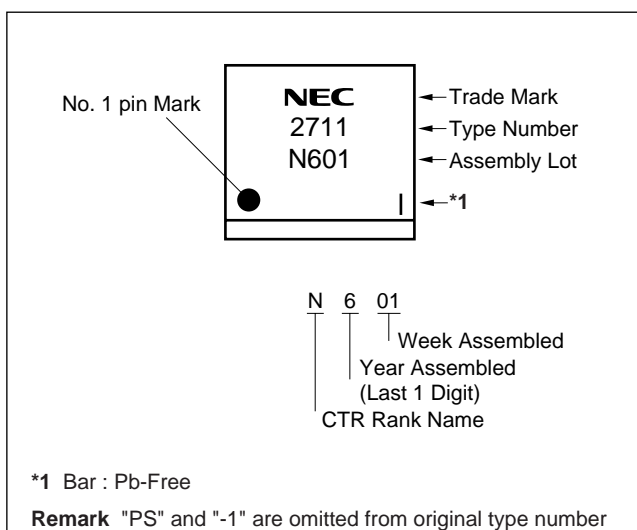 NEC
No. 1 pin Mark
Trade Mark
2711
Type Number
N601
Assembly Lot
*1
N 6 01
Week Assembled
Year Assembled
(Last 1 Digit)
CTR Rank Name
*1 Bar : Pb-Free
Remark "PS" and "-1" are omitted from original type number